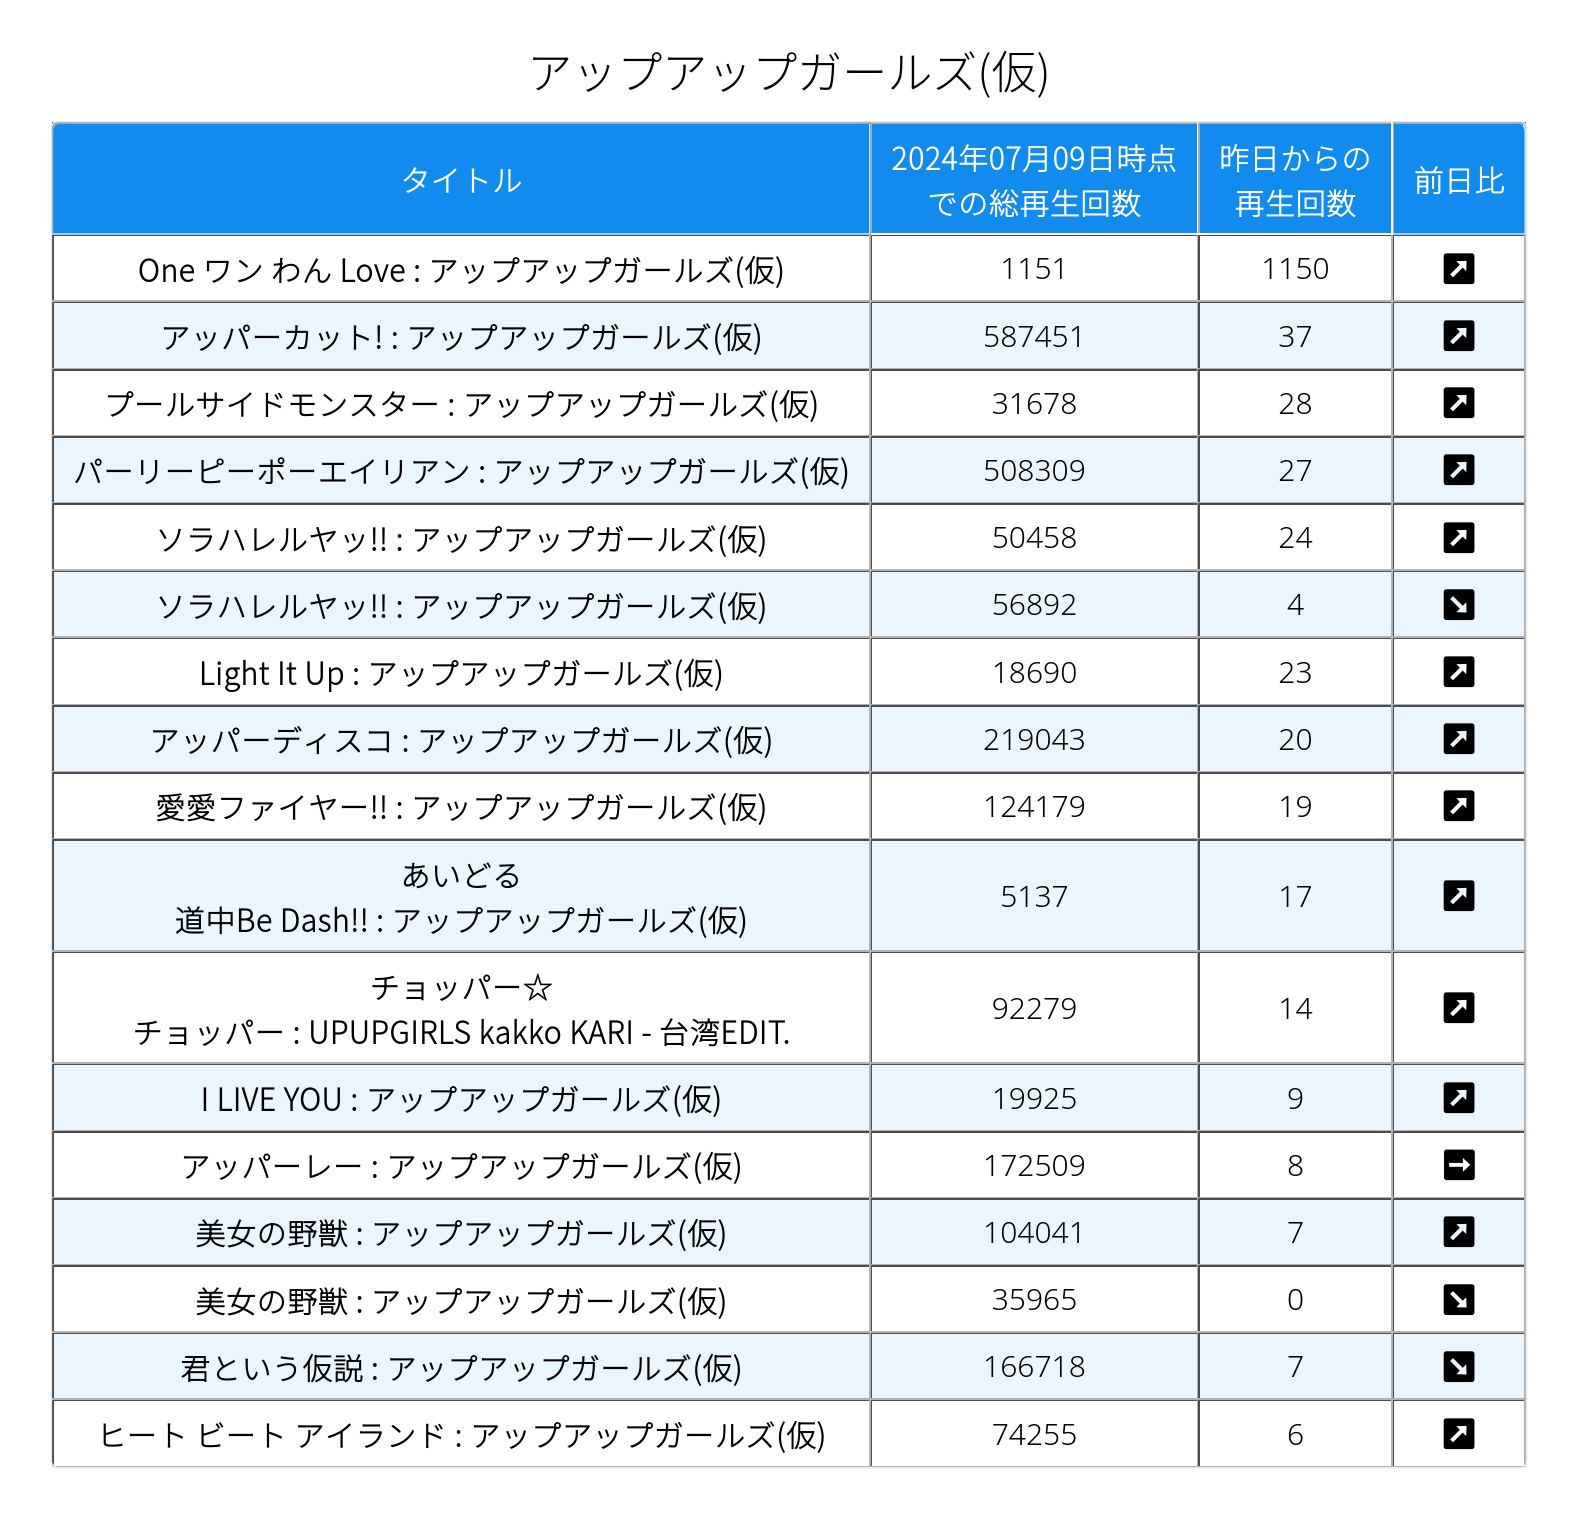 アップアップガールズ(仮)
タイトル
2024年07月09日時点
での総再生回数
昨日からの
再生回数
前日比
One ワン わん Love : アップアップガールズ(仮) 1151 1150
アッパーカット! : アップアップガールズ(仮) 587451 37
プールサイドモンスター : アップアップガールズ(仮) 31678 28
パーリーピーポーエイリアン : アップアップガールズ(仮) 508309 27
ソラハレルヤッ!! : アップアップガールズ(仮) 50458 24
ソラハレルヤッ!! : アップアップガールズ(仮) 56892 4
Light It Up : アップアップガールズ(仮) 18690 23
アッパーディスコ : アップアップガールズ(仮) 219043 20
愛愛ファイヤー!! : アップアップガールズ(仮) 124179 19
あいどる
道中Be Dash!! : アップアップガールズ(仮) 5137 17
チョッパー☆
チョッパー : UPUPGIRLS kakko KARI - 台湾EDIT. 92279 14
I LIVE YOU : アップアップガールズ(仮) 19925 9
アッパーレー : アップアップガールズ(仮) 172509 8
美女の野獣 : アップアップガールズ(仮) 104041 7
美女の野獣 : アップアップガールズ(仮) 35965 0
君という仮説 : アップアップガールズ(仮) 166718 7
ヒート ビート アイランド : アップアップガールズ(仮) 74255 6